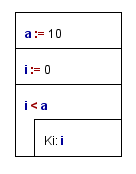 a := 10
i := 0
i < a
Ki: i